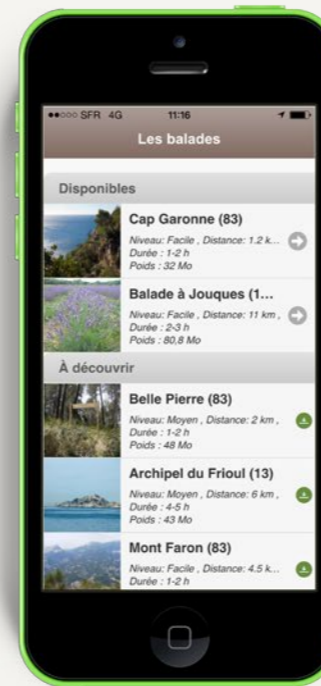 SFR 4G 11:16
Les balades
Disponibles
Cap Garonne (83)
Niveau: Facile , Distance: 1.2 k...
Durée : 1-2 h
Poids : 32 Mo
Balade à Jouques (1...
Niveau: Facile , Distance: 11 km ,
Durée : 2-3 h
Poids : 80,8 Mo
À découvrir
Belle Pierre (83)
Niveau: Moyen , Distance: 2 km ,
Durée : 1-2 h
Poids : 48 Mo
Archipel du Frioul (13)
Niveau: Moyen , Distance: 6 km ,
Durée : 4-5 h
Poids : 43 Mo
Mont Faron (83)
Niveau: Facile , Distance: 4.5 k...
Durée : 1-2 h